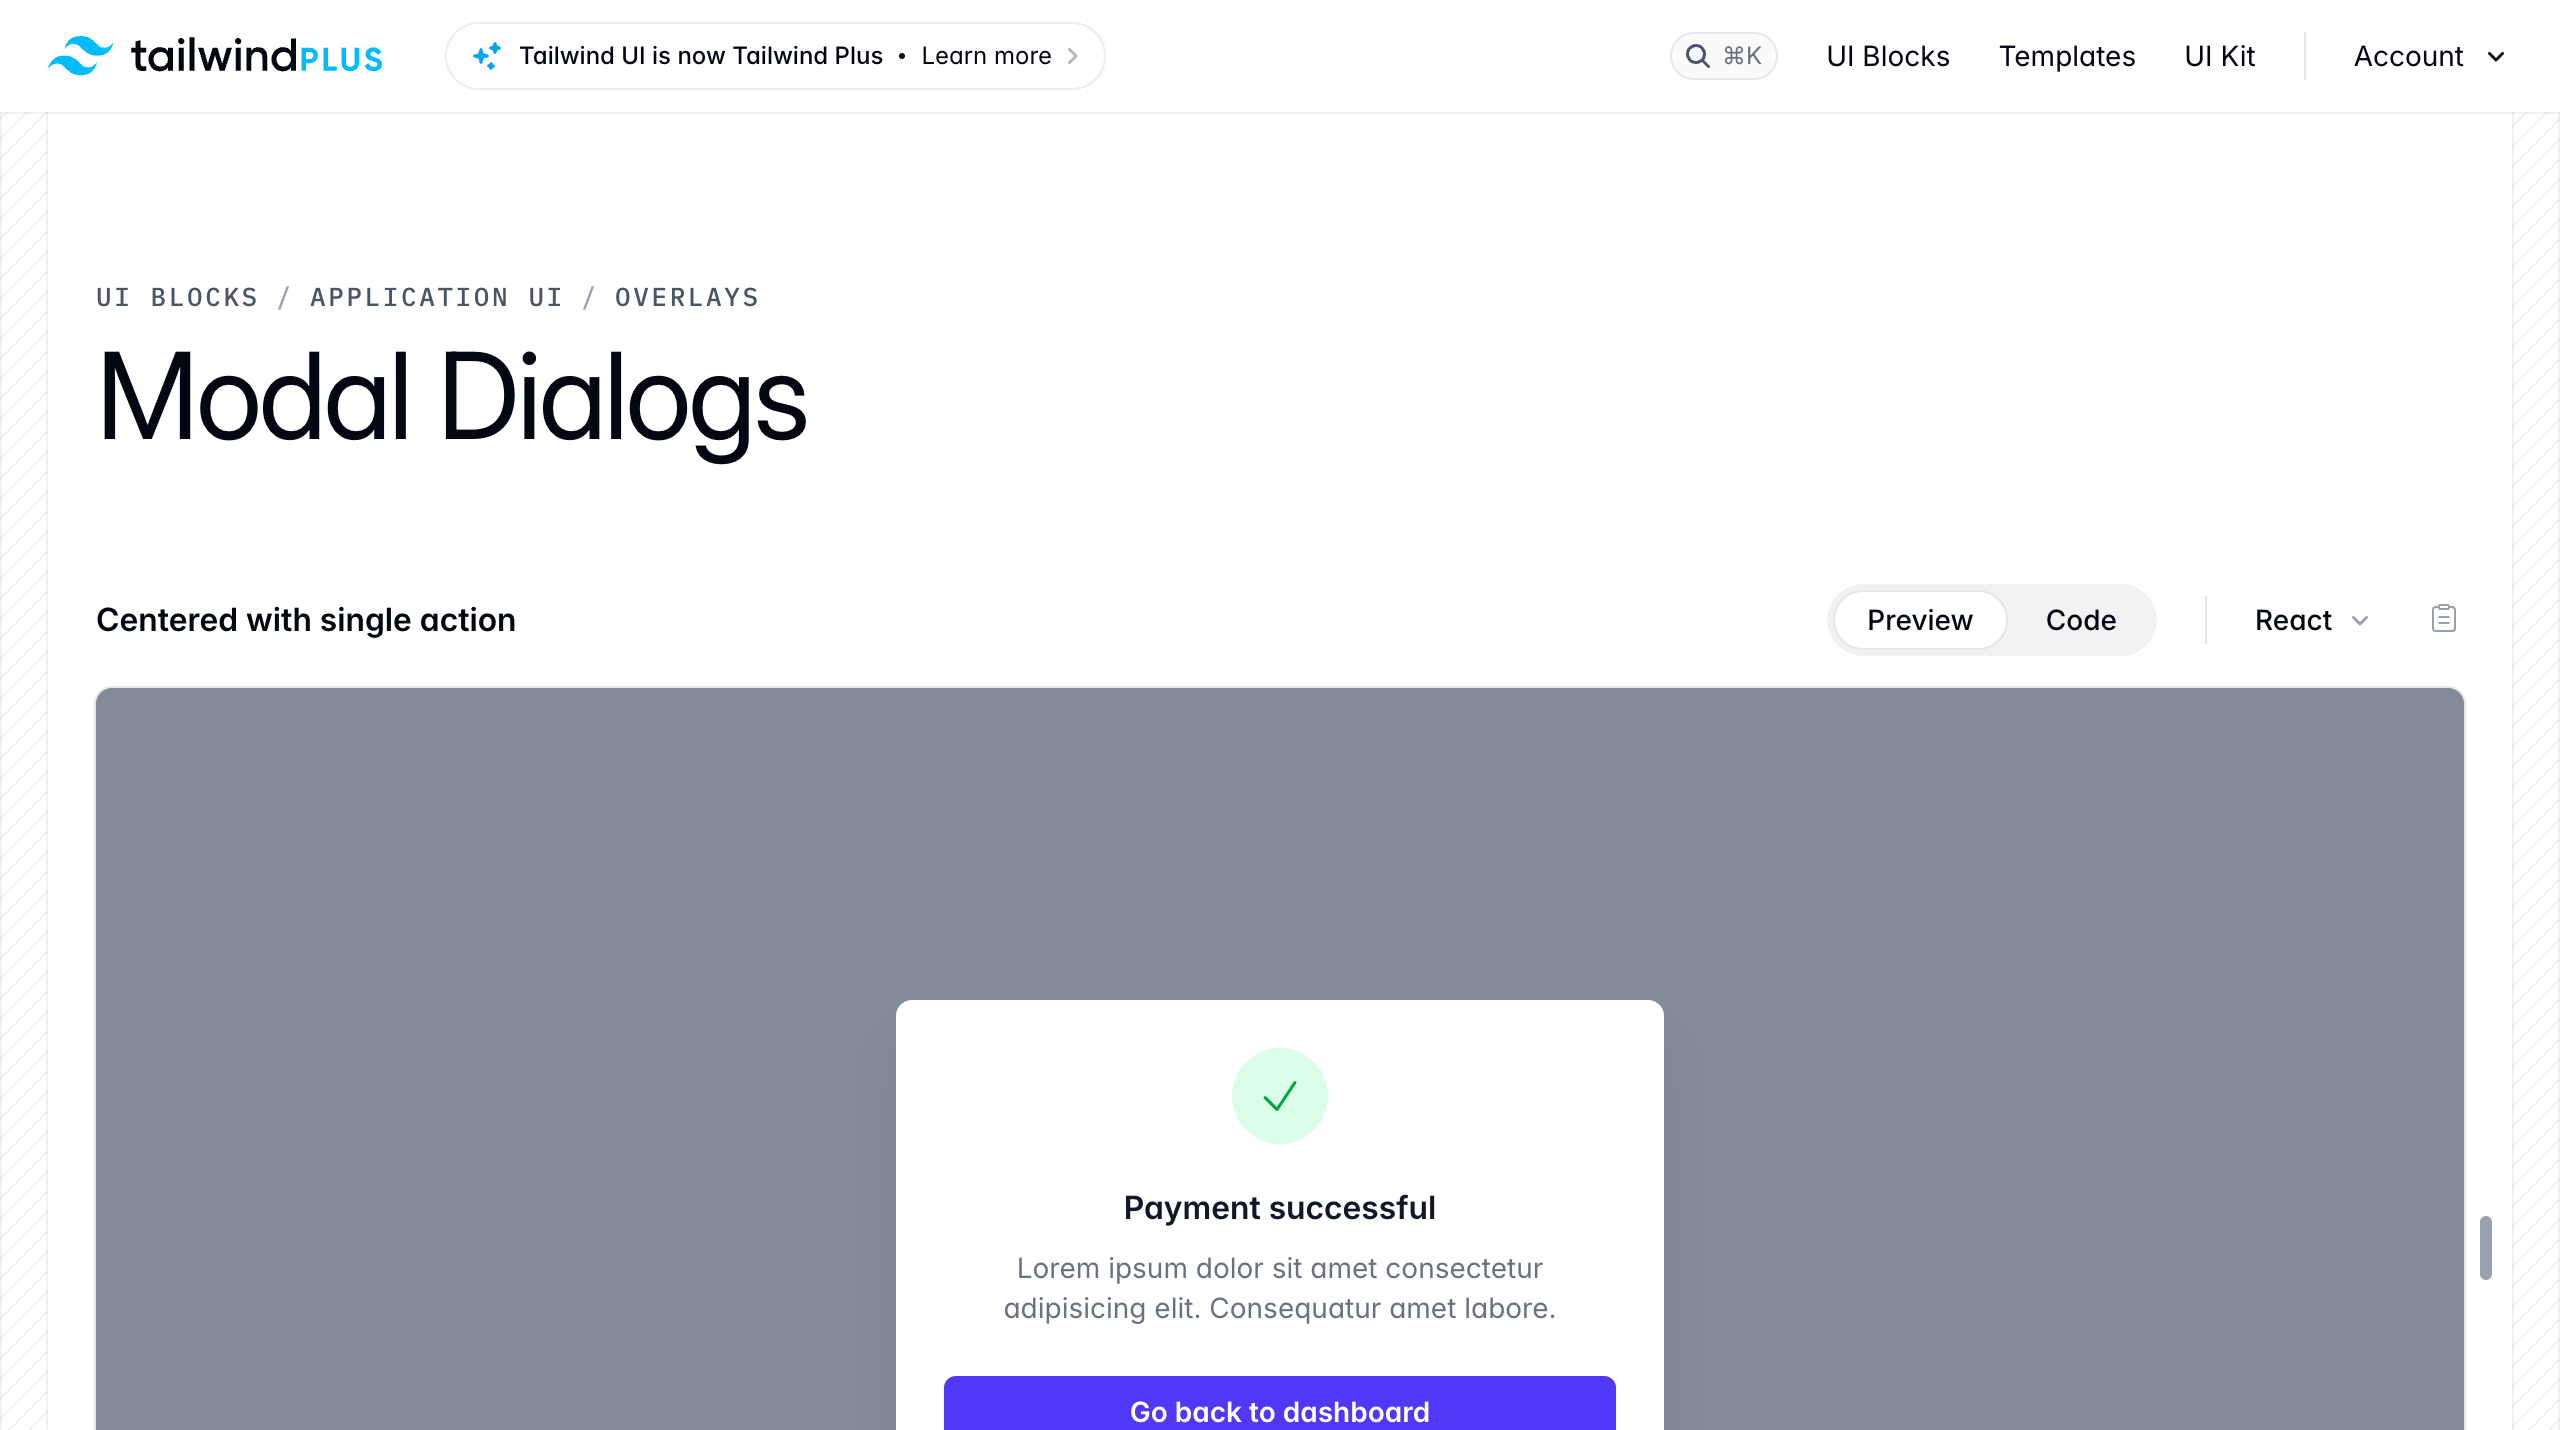 tailwind PLUS
Tailwind UI is now Tailwind Plus • Learn more
⌘K
UI Blocks
Templates
UI Kit
Account
UI BLOCKS / APPLICATION UI / OVERLAYS
Modal Dialogs
Centered with single action
Preview
Code
React
Payment successful
Lorem ipsum dolor sit amet consectetur
adipisicing elit. Consequatur amet labore.
Go back to dashboard